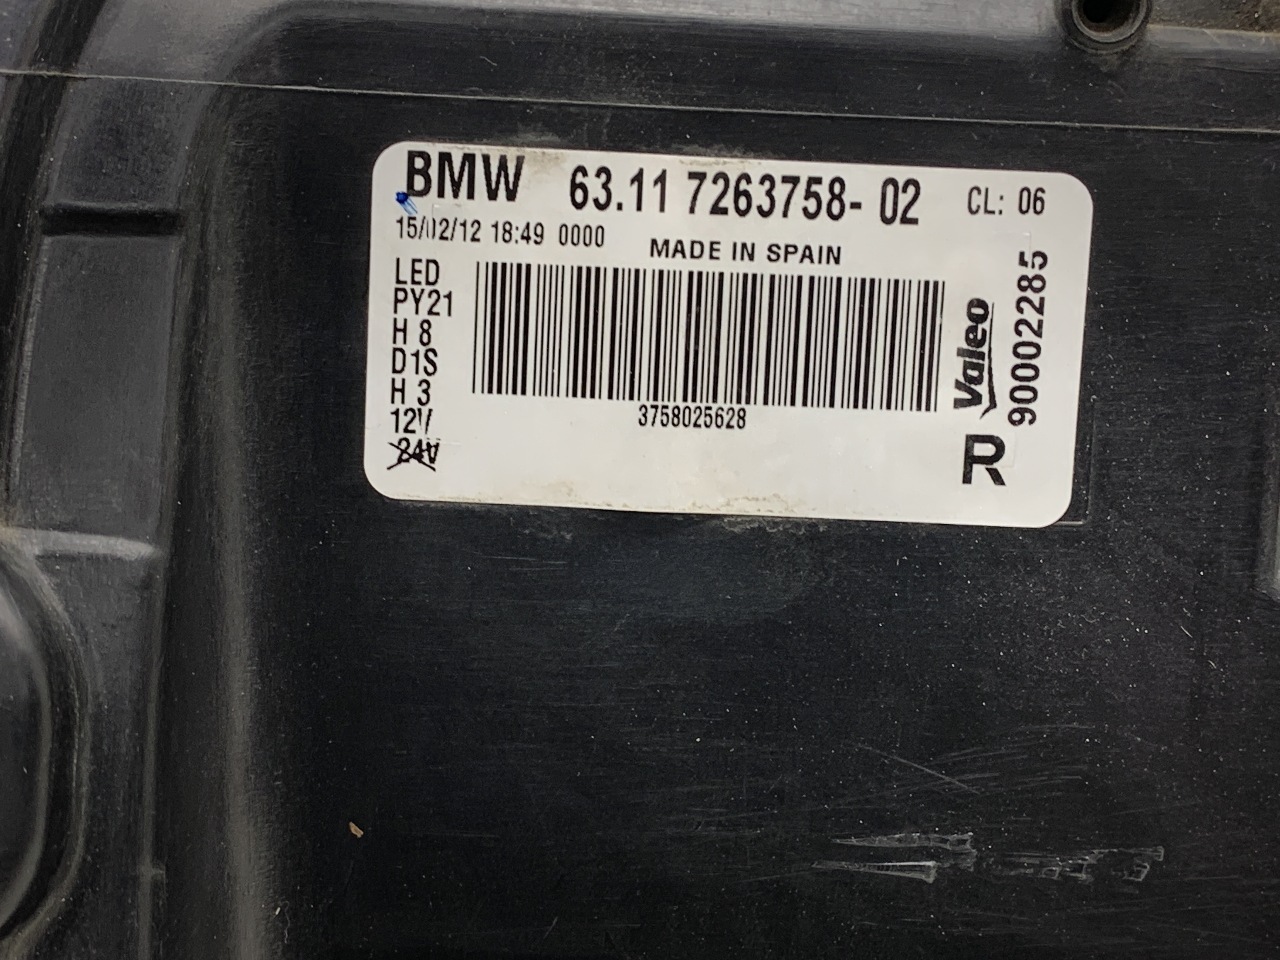 BMW 63.11 7263758- 02 CL: 06
15/02/12 18:49 0000
MADE IN SPAIN
LED
PY21
H 8
D1S
H 3
12V
24V
3758025628
Valeo
90002285
R